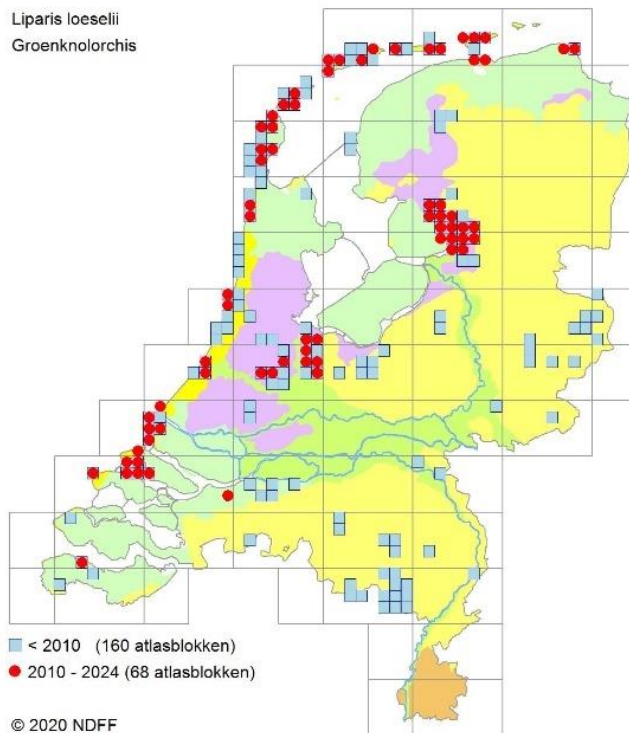 Liparis loeselii
Groenknolorchis
< 2010 (160 atlasblokken)
2010 - 2024 (68 atlasblokken)
© 2020 NDFF